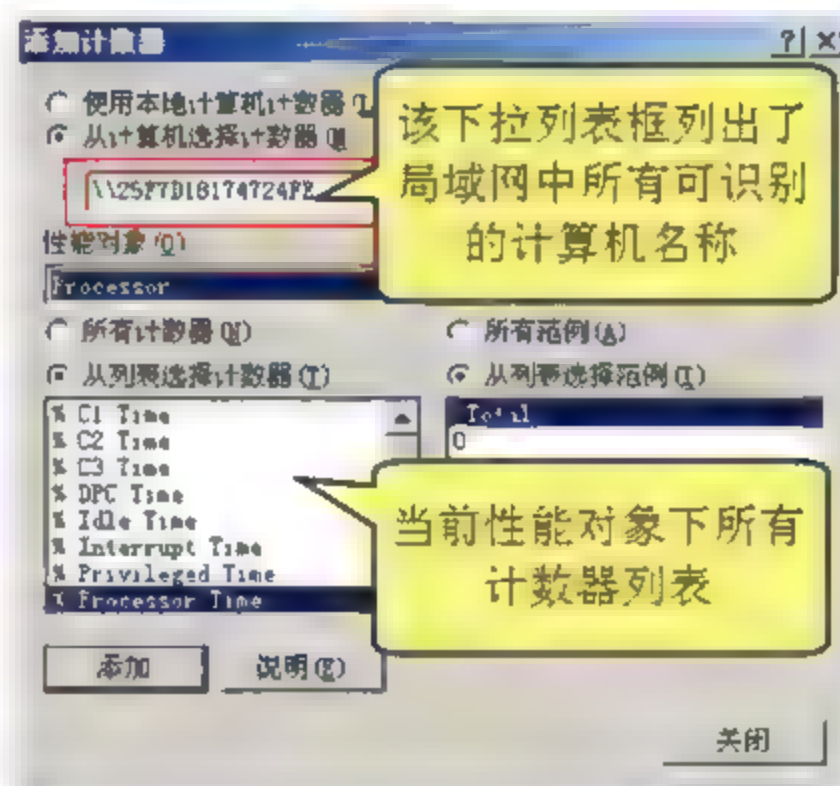 添加计数器
使用本地计算机计数器(L
从计算机选择计数器(M
该下拉列表框列出了
局域网中所有可识别
的计算机名称
性能对象(O)
Processor
所有计数器(N)
所有范例(A)
从列表选择计数器(T)
从列表选择范例(I)
% C1 Time
% C2 Time
% C3 Time
% DPC Time
% Idle Time
% Interrupt Time
% Privileged Time
% Processor Time
_Total
0
当前性能对象下所有
计数器列表
添加
说明(E)
关闭